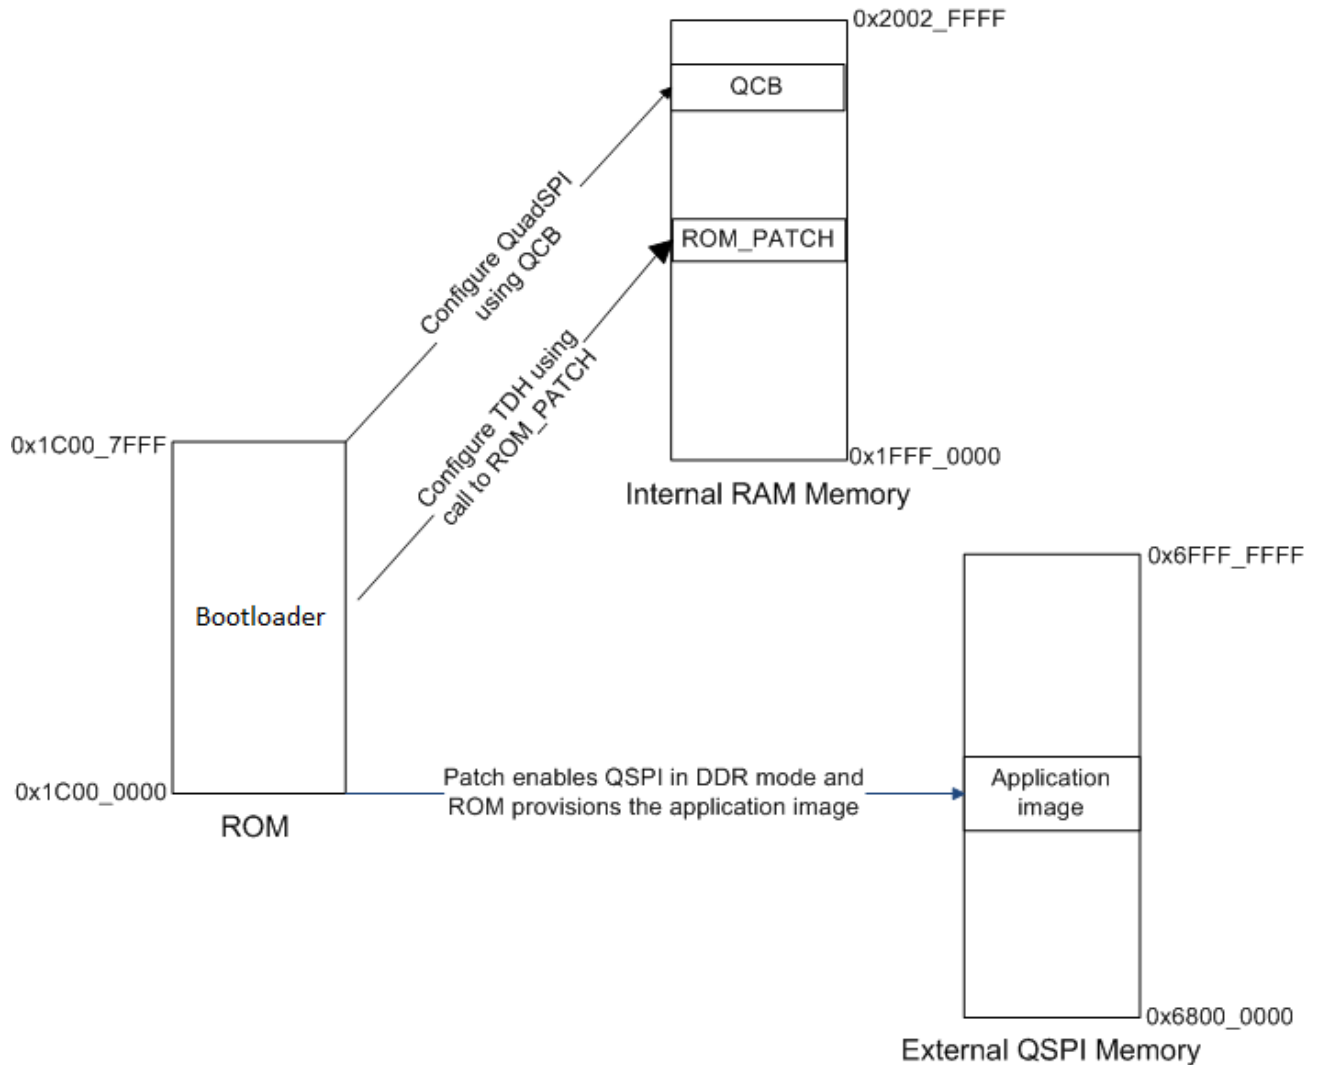 0x2002_FFFF
QCB
ROM_PATCH
0x1FFF_0000
Internal RAM Memory
Configure QuadSPI
using QCB
Configure TDH using
call to ROM_PATCH
0x1C00_7FFF
Bootloader
0x1C00_0000
ROM
Patch enables QSPI in DDR mode and
ROM provisions the application image
0x6FFF_FFFF
Application
image
0x6800_0000
External QSPI Memory